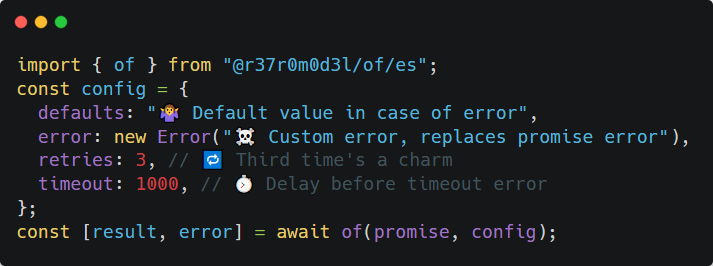 import { of } from "@r37r0m0d3l/of/es";
const config = {
  defaults: "🤷‍♀️ Default value in case of error",
  error: new Error("☠️ Custom error, replaces promise error"),
  retries: 3, // 🔁 Third time's a charm
  timeout: 1000, // ⏱️ Delay before timeout error
};
const [result, error] = await of(promise, config);